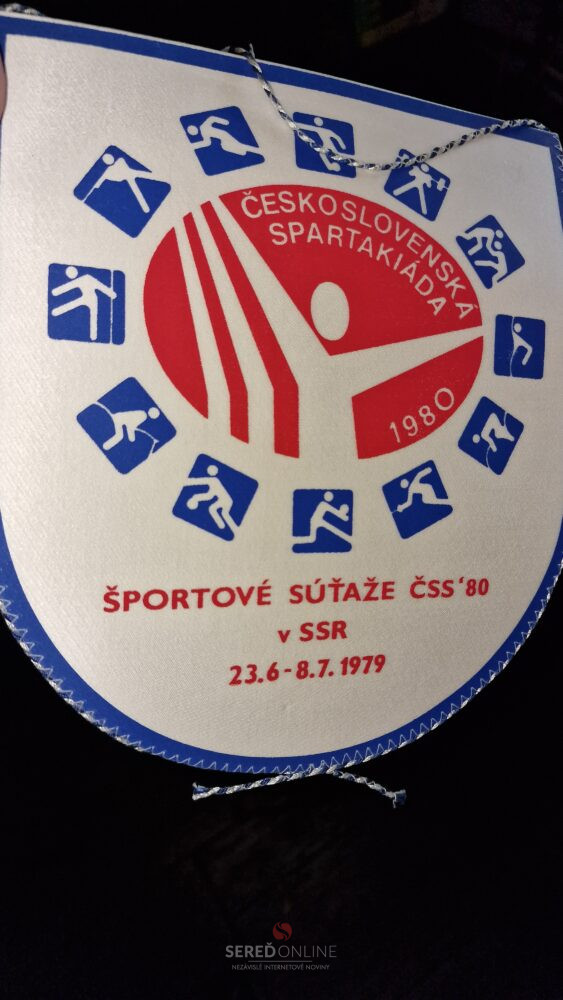 ČESKOSLOVENSKÁ
SPARTAKIÁDA
1980
ŠPORTOVÉ SÚŤAŽE ČSS '80
v SSR
23.6-8.7.1979
SEREĎONLINE
NEZÁVISLÉ INTERNETOVÉ NOVINY